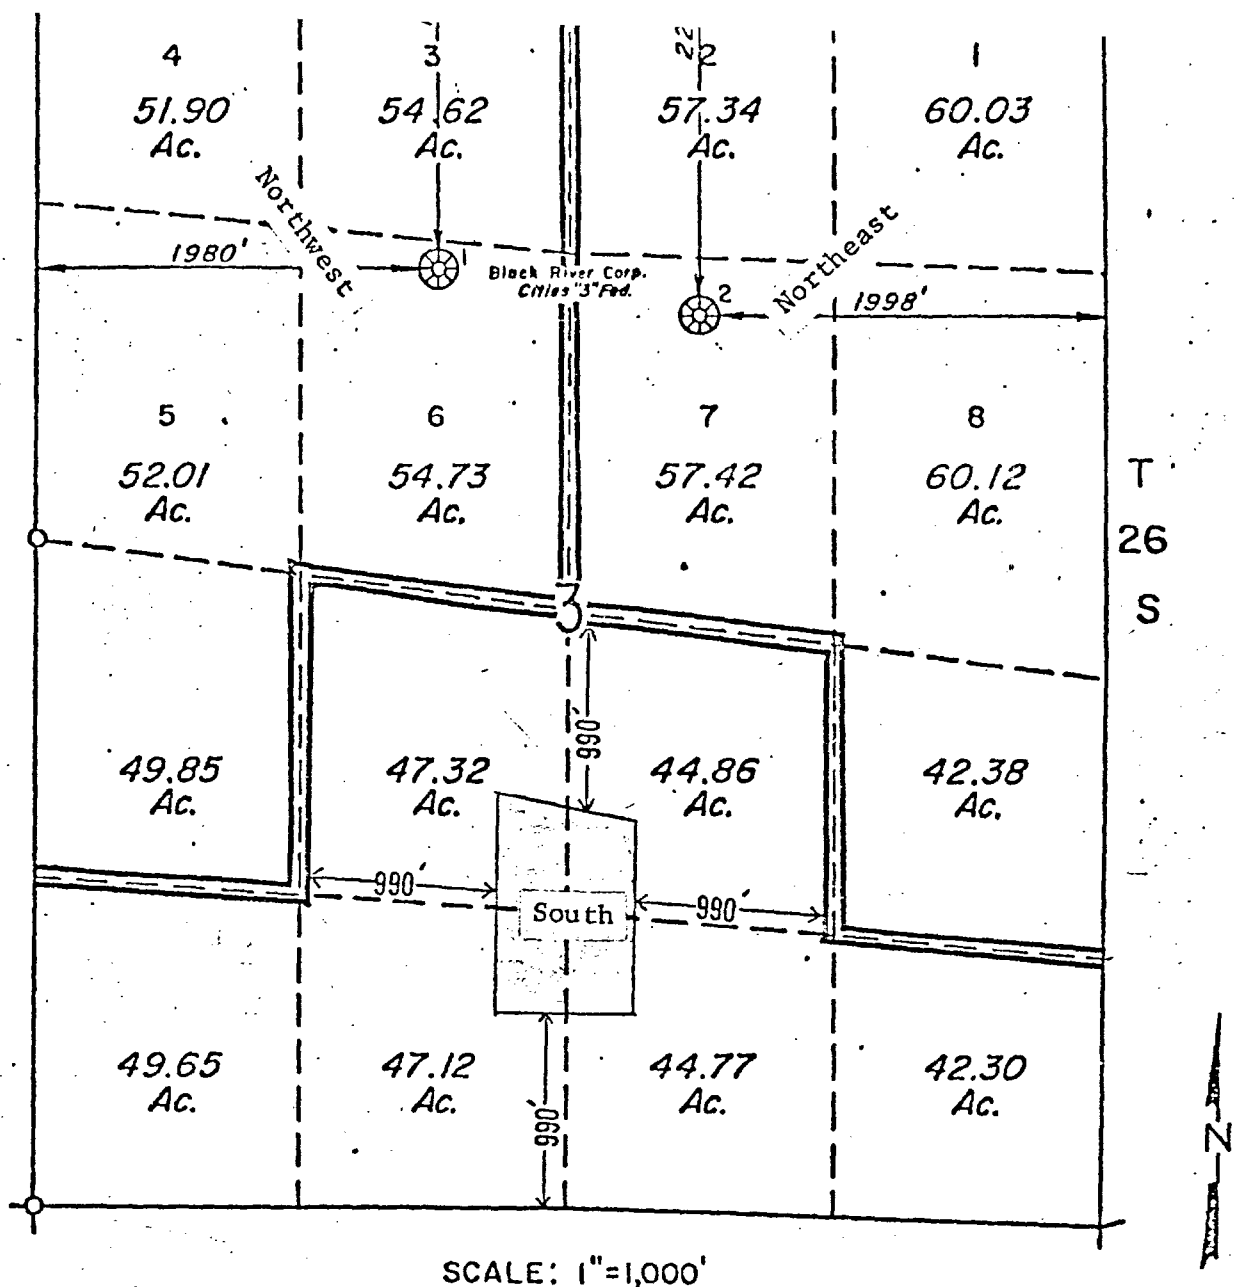 4
3
22
2
1
51.90
Ac.
54.62
Ac.
57.34
Ac.
60.03
Ac.
Northwest
Northeast
1980'
1
Black River Corp.
Cities "3" Fed.
2
1998'
5
6
7
8
52.01
Ac.
54.73
Ac.
57.42
Ac.
60.12
Ac.
T
26
S
3
990'
49.85
Ac.
47.32
Ac.
44.86
Ac.
42.38
Ac.
990'
South
990'
49.65
Ac.
47.12
Ac.
44.77
Ac.
42.30
Ac.
990'
N
SCALE: 1"=1,000'